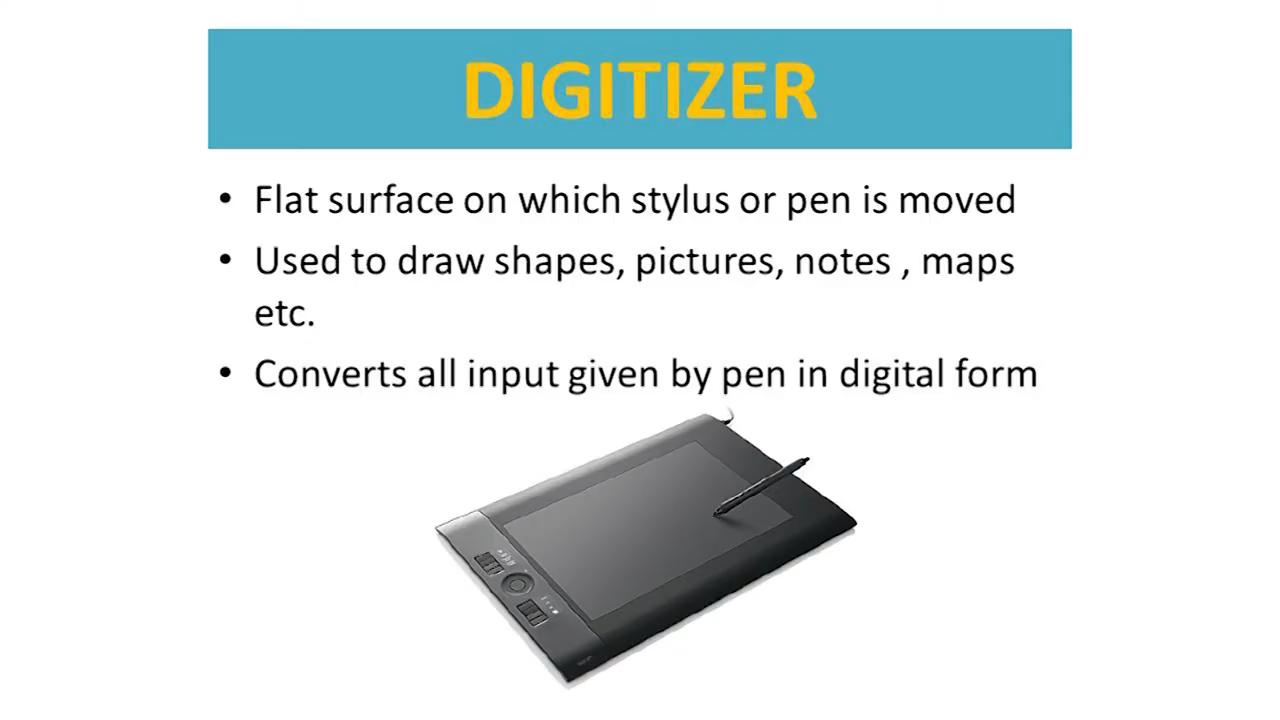 DIGITIZER
• Flat surface on which stylus or pen is moved
• Used to draw shapes, pictures, notes , maps
etc.
• Converts all input given by pen in digital form